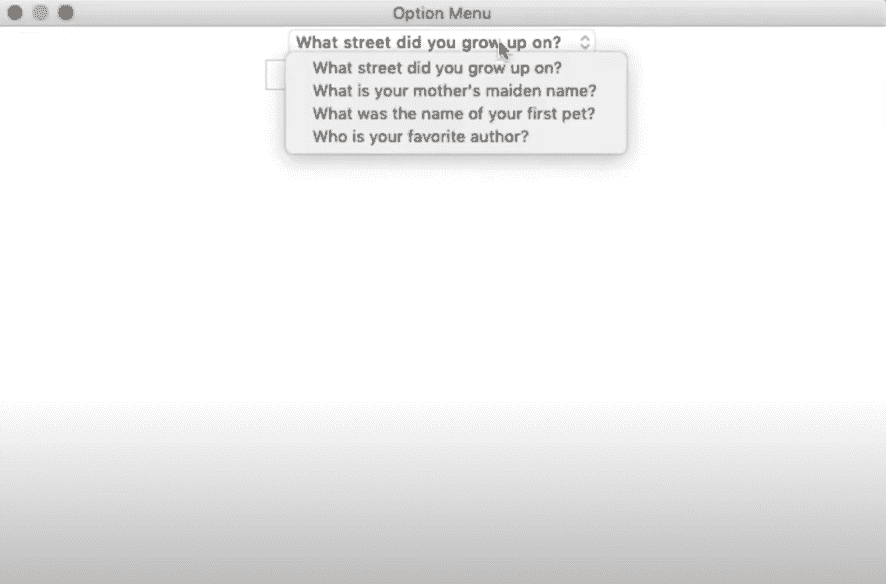 Option Menu
What street did you grow up on?
What street did you grow up on?
What is your mother's maiden name?
What was the name of your first pet?
Who is your favorite author?